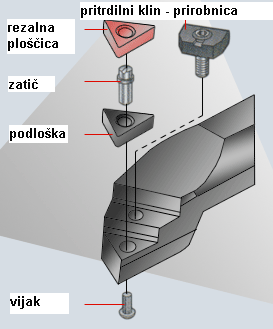 pritrdilni klin - prirobnica
rezalna
ploščica
zatič
podloška
vijak